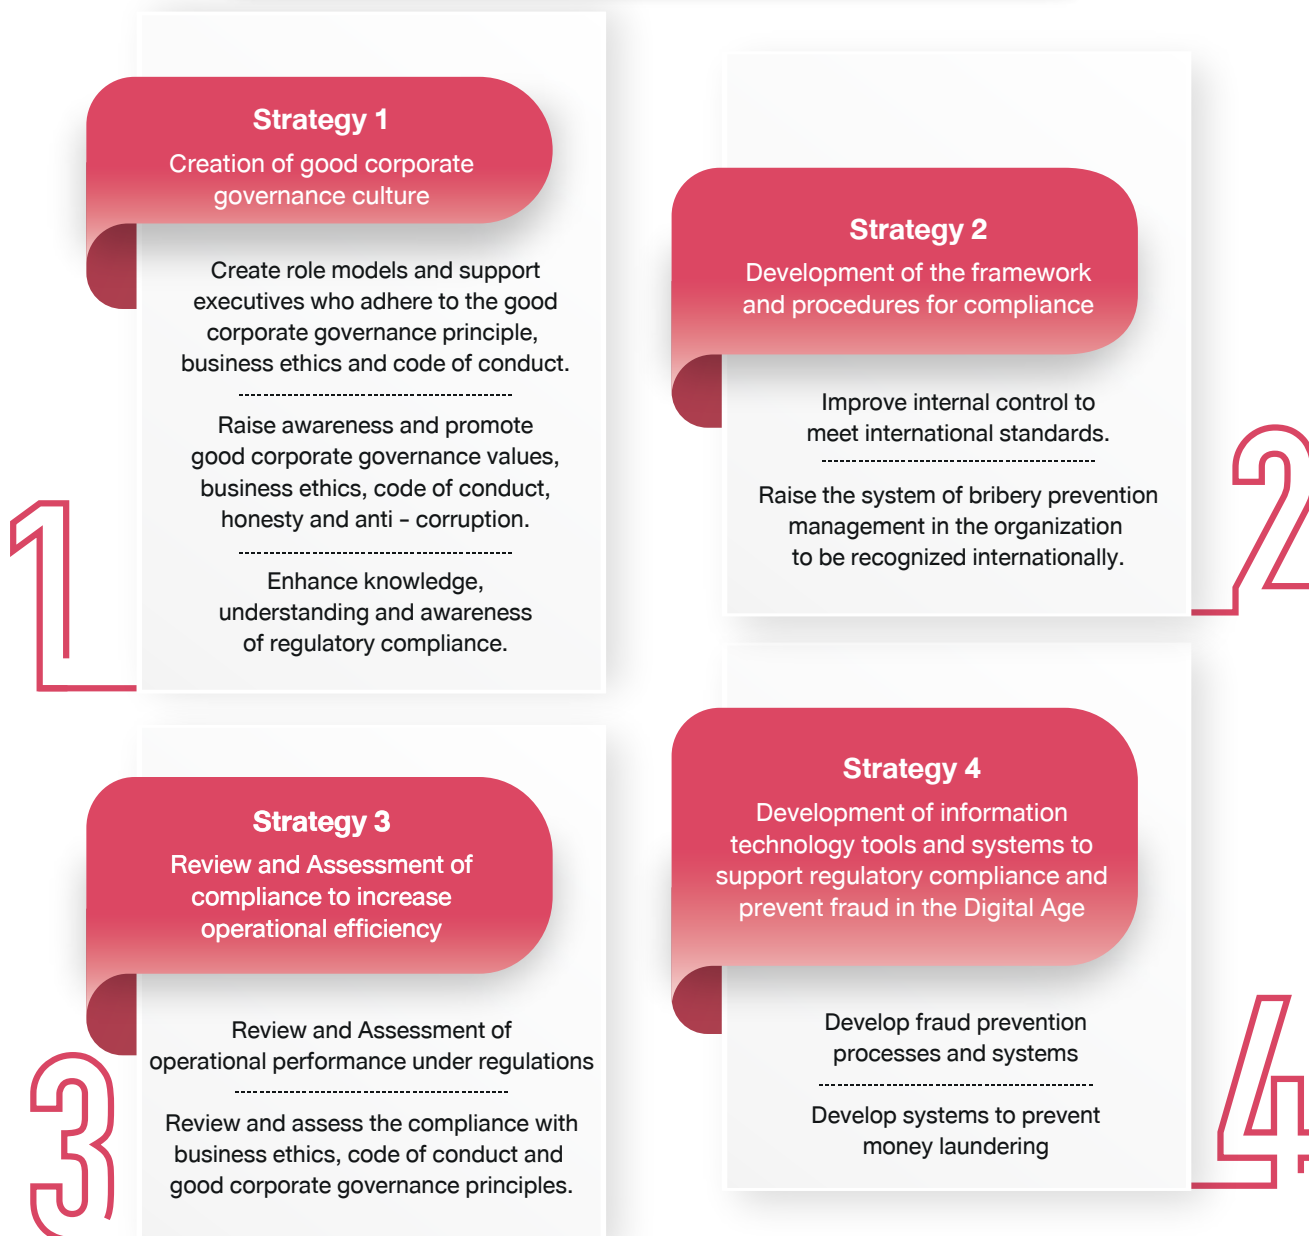 1
Strategy 1
Creation of good corporate
governance culture
Create role models and support
executives who adhere to the good
corporate governance principle,
business ethics and code of conduct.
Raise awareness and promote
good corporate governance values,
business ethics, code of conduct,
honesty and anti - corruption.
Enhance knowledge,
understanding and awareness
of regulatory compliance.
2
Strategy 2
Development of the framework
and procedures for compliance
Improve internal control to
meet international standards.
Raise the system of bribery prevention
management in the organization
to be recognized internationally.
3
Strategy 3
Review and Assessment of
compliance to increase
operational efficiency
Review and Assessment of
operational performance under regulations
Review and assess the compliance with
business ethics, code of conduct and
good corporate governance principles.
4
Strategy 4
Development of information
technology tools and systems to
support regulatory compliance and
prevent fraud in the Digital Age
Develop fraud prevention
processes and systems
Develop systems to prevent
money laundering